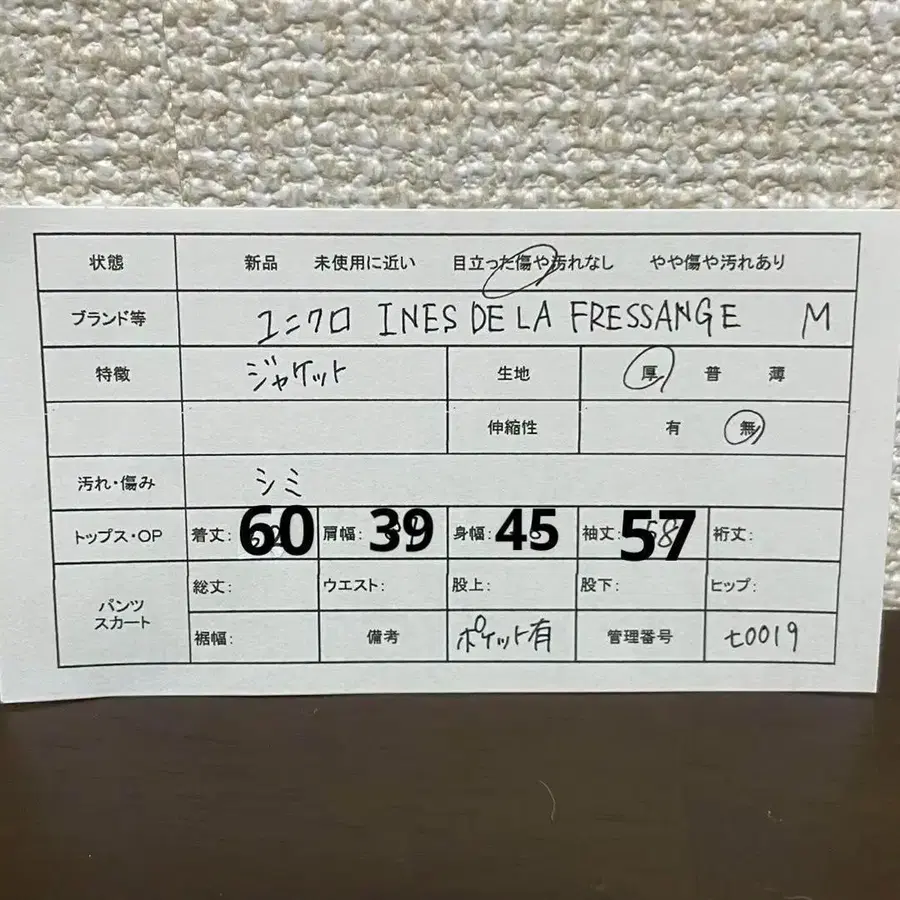 状態 新品 未使用に近い 目立った傷や汚れなし やや傷や汚れあり
ブランド等 ユニクロ INES DE LA FRESSANGE M
特徴 ジャケット 生地 厚 普 薄
伸縮性 有 無
汚れ・傷み シミ
トップス・OP 着丈: 60 肩幅: 39 身幅: 45 袖丈: 57 裄丈:
パンツ スカート 総丈: ウエスト: 股上: 股下: ヒップ:
裾幅: 備考 ポケット有 管理番号 t0019